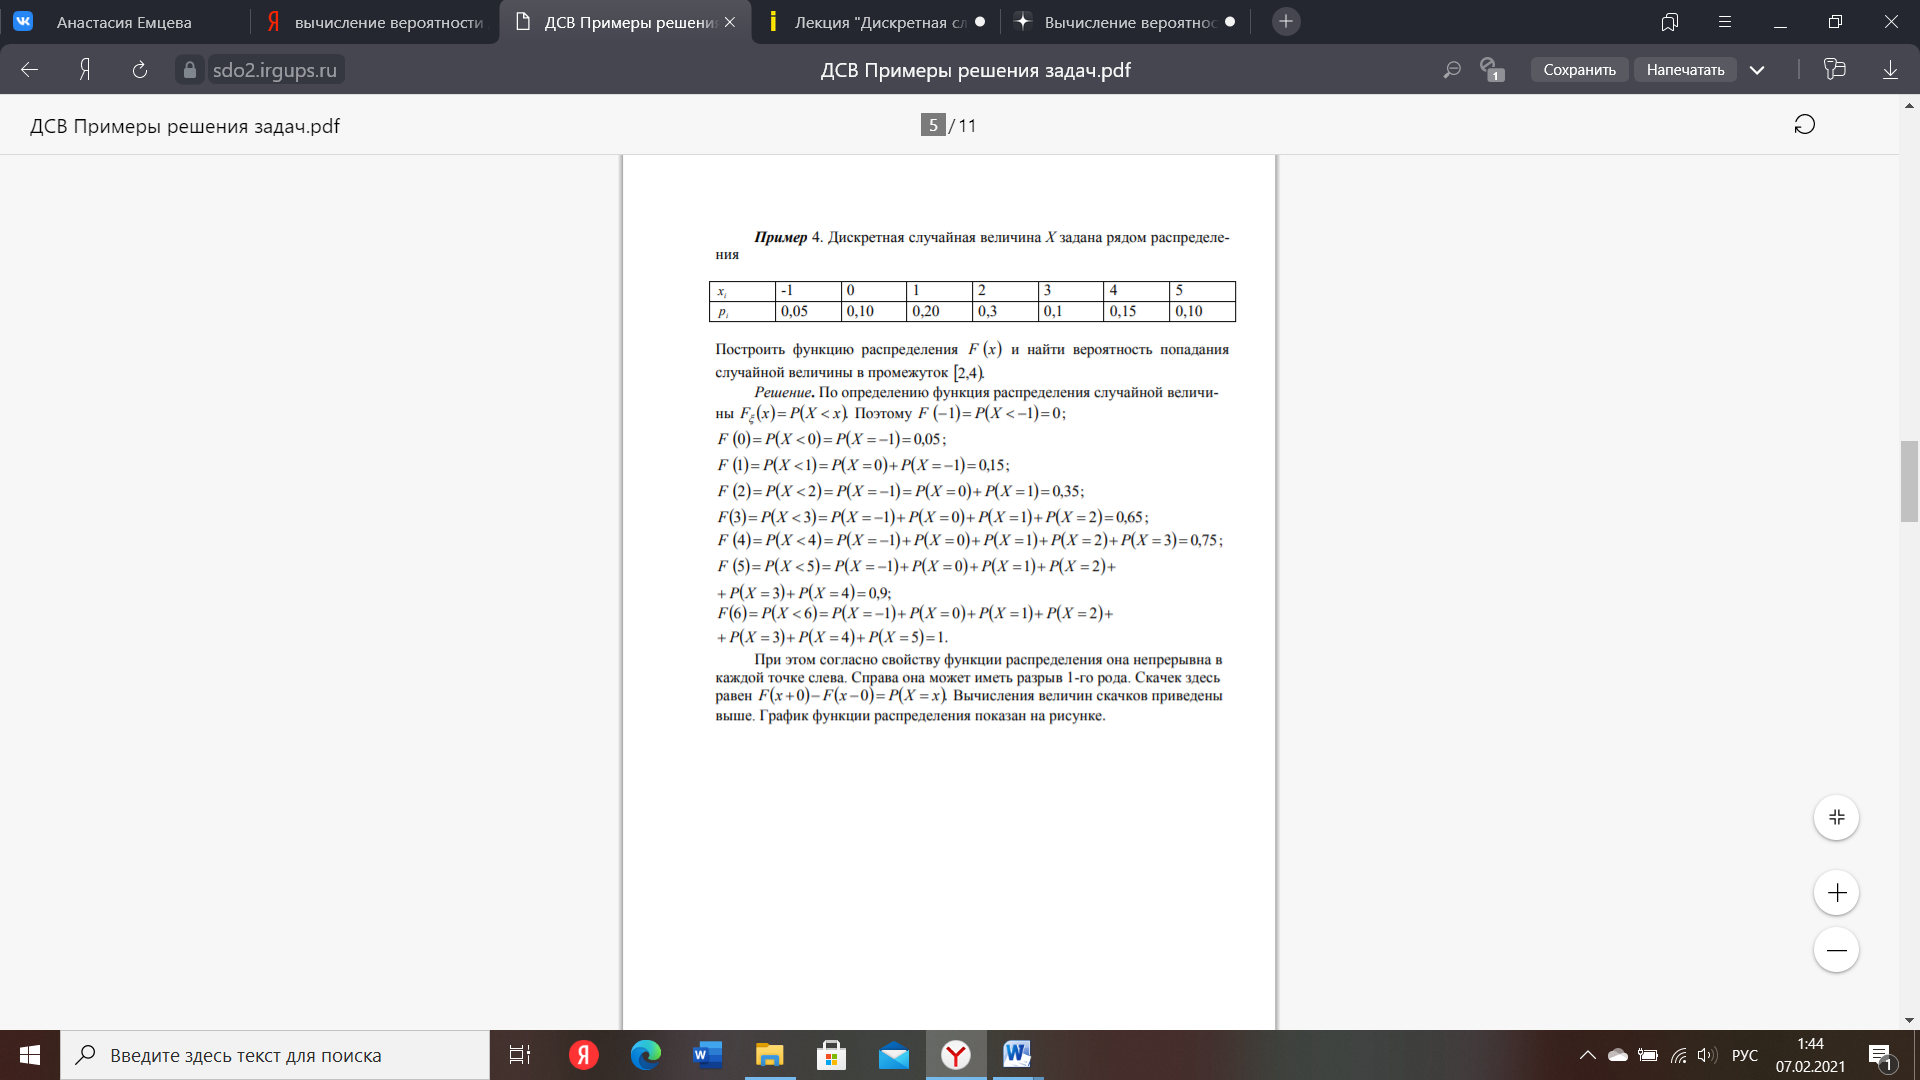 Анастасия Емцева
вычисление вероятности
ДСВ Примеры решени
Лекция "Дискретная сл
Вычисление вероятнос
sdo2.irgups.ru
ДСВ Примеры решения задач.pdf
1
Сохранить
Напечатать
ДСВ Примеры решения задач.pdf
5 / 11
Пример 4. Дискретная случайная величина X задана рядом распределе-
ния
xᵢ -1 0 1 2 3 4 5
pᵢ 0,05 0,10 0,20 0,3 0,1 0,15 0,10
Построить функцию распределения F (x) и найти вероятность попадания
случайной величины в промежуток [2,4).
Решение. По определению функция распределения случайной величи-
ны F_ξ(x)= P(X < x). Поэтому F (−1)= P(X < −1)= 0;
F (0)= P(X < 0)= P(X = −1)= 0,05;
F (1)= P(X < 1)= P(X = 0)+ P(X = −1)= 0,15;
F (2)= P(X < 2)= P(X = −1)= P(X = 0)+ P(X = 1)= 0,35;
F(3)= P(X < 3)= P(X = −1)+ P(X = 0)+ P(X = 1)+ P(X = 2)= 0,65;
F (4)= P(X < 4)= P(X = −1)+ P(X = 0)+ P(X = 1)+ P(X = 2)+ P(X = 3)= 0,75;
F (5)= P(X < 5)= P(X = −1)+ P(X = 0)+ P(X = 1)+ P(X = 2)+
+ P(X = 3)+ P(X = 4)= 0,9;
F(6)= P(X < 6)= P(X = −1)+ P(X = 0)+ P(X = 1)+ P(X = 2)+
+ P(X = 3)+ P(X = 4)+ P(X = 5)= 1.
При этом согласно свойству функции распределения она непрерывна в
каждой точке слева. Справа она может иметь разрыв 1-го рода. Скачек здесь
равен F(x + 0)− F(x − 0)= P(X = x). Вычисления величин скачков приведены
выше. График функции распределения показан на рисунке.
Введите здесь текст для поиска
РУС
1:44
07.02.2021
1